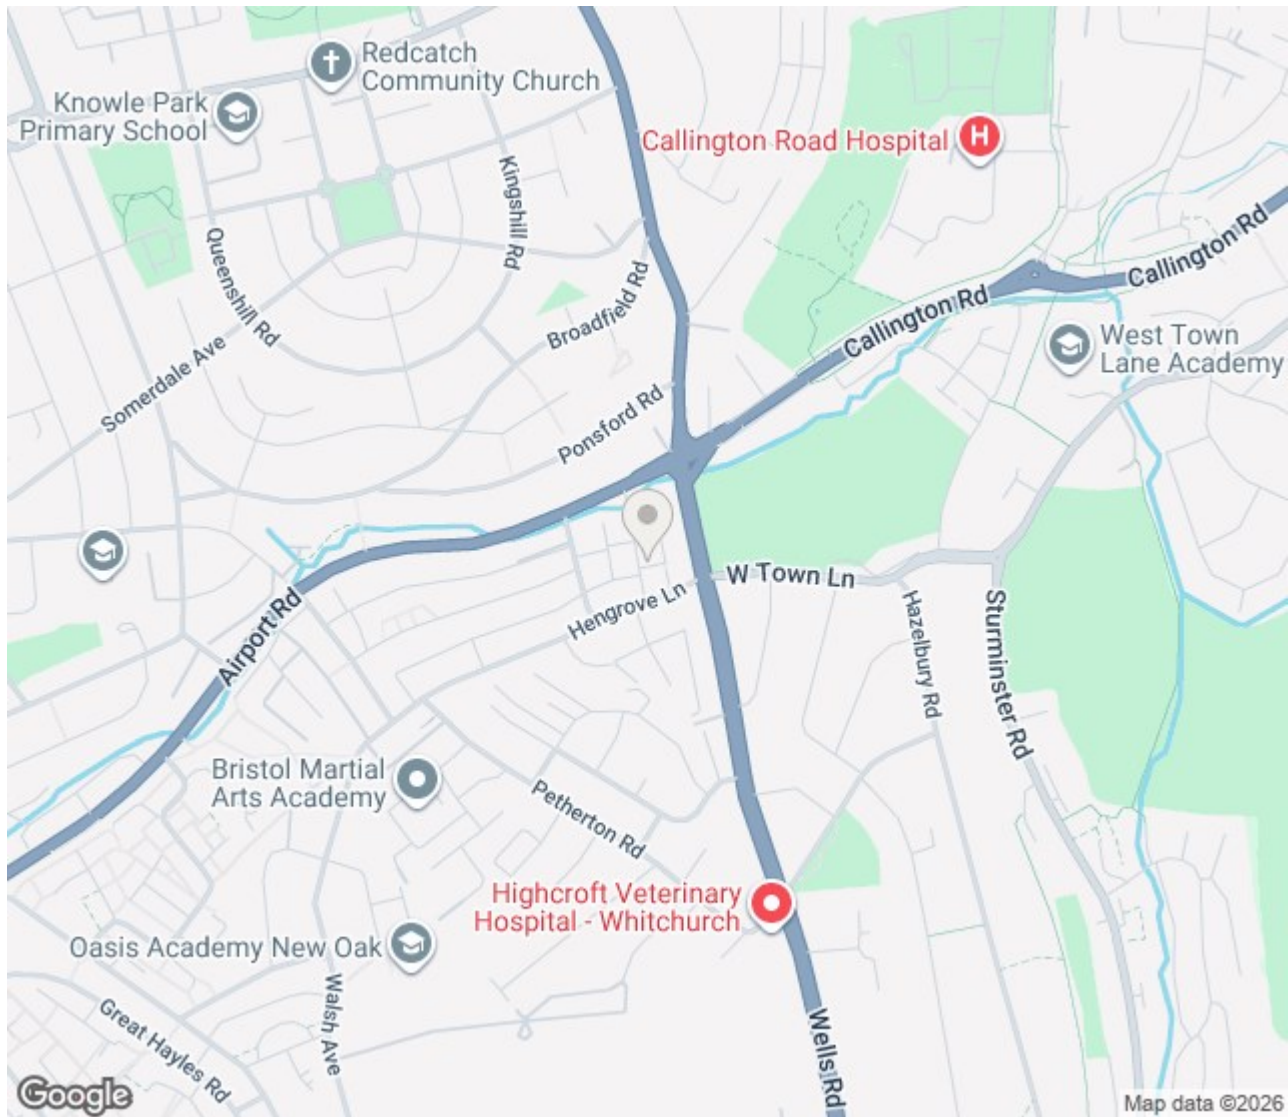 Redcatch
Community Church
Knowle Park
Primary School
Kingshill Rd
Callington Road Hospital
H
Queenshill Rd
Broadfield Rd
Callington Rd
Callington Rd
West Town
Lane Academy
Somerdale Ave
Ponsford Rd
W Town Ln
Hengrove Ln
Airport Rd
Hazelbury Rd
Sturminster Rd
Bristol Martial
Arts Academy
Petherton Rd
Highcroft Veterinary
Hospital - Whitchurch
Oasis Academy New Oak
Walsh Ave
Great Hayles Rd
Wells Rd
Google
Map data ©2026